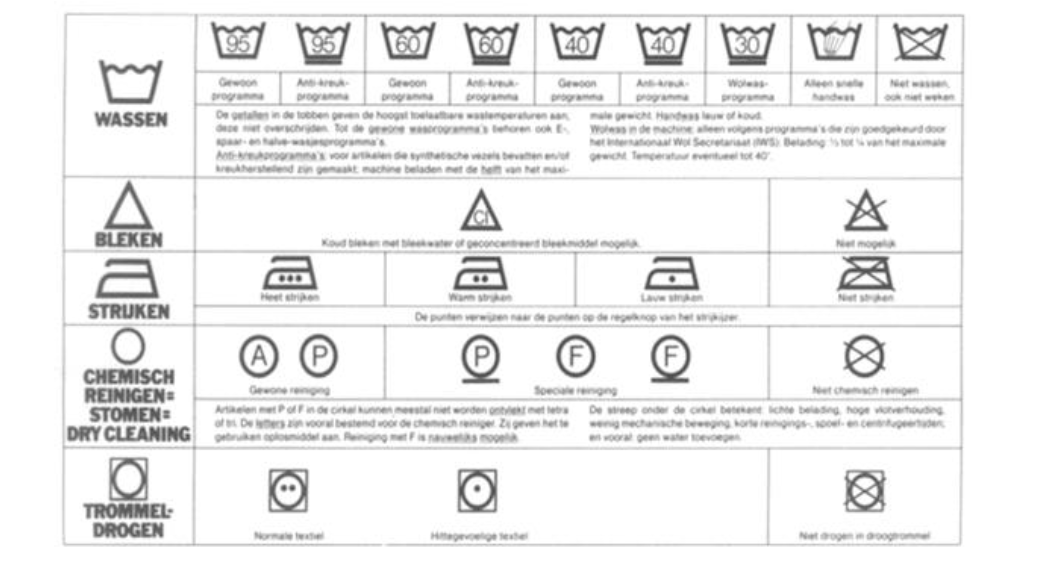 95
95
60
60
40
40
30
Gewoon programma
Anti-kreuk-programma
Gewoon programma
Anti-kreuk-programma
Gewoon programma
Anti-kreuk-programma
Wolwas-programma
Alleen snelle handwas
Niet wassen, ook niet weken
WASSEN
De getallen in de tobben geven de hoogst toelaatbare wastemperaturen aan,
deze niet overschrijden. Tot de gewone wasprogramma's behoren ook E-,
spaar- en halve-wasjesprogramma's.
Anti-kreukprogramma's: voor artikelen die synthetische vezels bevatten en/of
kreukherstellend zijn gemaakt; machine beladen met de helft van het maxi-
male gewicht. Handwas lauw of koud.
Wolwas in de machine: alleen volgens programma's die zijn goedgekeurd door
het Internationaal Wol Secretariaat (IWS). Belading: ⅓ tot ¼ van het maximale
gewicht. Temperatuur eventueel tot 40°.
BLEKEN
Cl
Koud bleken met bleekwater of geconcentreerd bleekmiddel mogelijk.
Niet mogelijk
STRIJKEN
Heet strijken
Warm strijken
Lauw strijken
Niet strijken
De punten verwijzen naar de punten op de regelknop van het strijkijzer.
CHEMISCH
REINIGEN=
STOMEN=
DRY CLEANING
A P
P F F
Gewone reiniging
Speciale reiniging
Niet chemisch reinigen
Artikelen met P of F in de cirkel kunnen meestal niet worden ontvlekt met tetra
of tri. De letters zijn vooral bestemd voor de chemisch reiniger. Zij geven het te
gebruiken oplosmiddel aan. Reiniging met F is nauwelijks mogelijk.
De streep onder de cirkel betekent: lichte belading, hoge vlotverhouding,
weinig mechanische beweging, korte reinigings-, spoel- en centrifugeertijden;
en vooral: geen water toevoegen.
TROMMEL-
DROGEN
Normale textiel
Hittegevoelige textiel
Niet drogen in droogtrommel